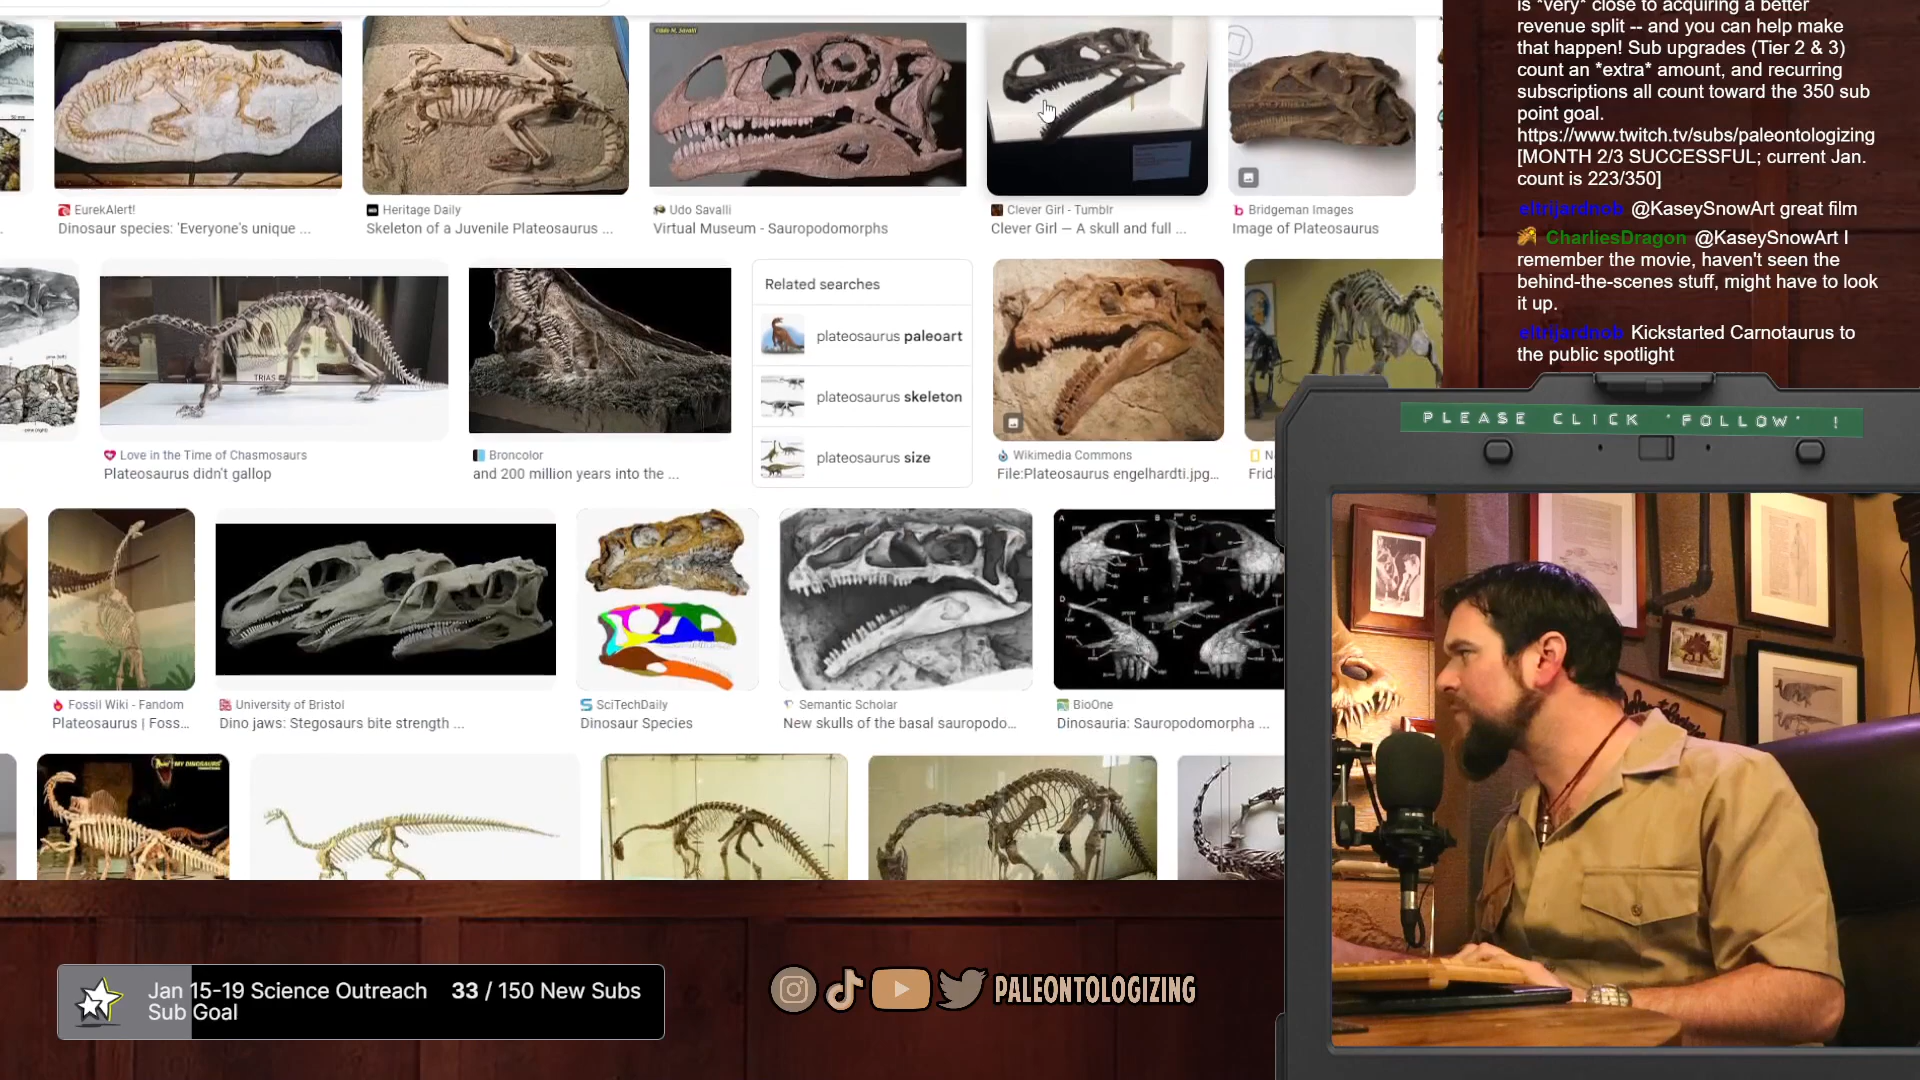 is *very* close to acquiring a better
revenue split -- and you can help make
that happen! Sub upgrades (Tier 2 & 3)
count an *extra* amount, and recurring
subscriptions all count toward the 350 sub
point goal.
https://www.twitch.tv/subs/paleontologizing
[MONTH 2/3 SUCCESSFUL; current Jan.
count is 223/350]
eltrijardnob @KaseySnowArt great film
CharliesDragon @KaseySnowArt I
remember the movie, haven't seen the
behind-the-scenes stuff, might have to look
it up.
eltrijardnob Kickstarted Carnotaurus to
the public spotlight
PLEASE CLICK 'FOLLOW' !
EurekAlert!
Dinosaur species: 'Everyone's unique ...
Heritage Daily
Skeleton of a Juvenile Plateosaurus ...
Udo Savalli
Virtual Museum - Sauropodomorphs
Clever Girl - Tumblr
Clever Girl — A skull and full ...
Bridgeman Images
Image of Plateosaurus
TRIAS
Love in the Time of Chasmosaurs
Plateosaurus didn't gallop
Broncolor
and 200 million years into the ...
Related searches
plateosaurus paleoart
plateosaurus skeleton
plateosaurus size
Wikimedia Commons
File:Plateosaurus engelhardti.jpg...
Frid
Fossil Wiki - Fandom
Plateosaurus | Foss...
University of Bristol
Dino jaws: Stegosaurs bite strength ...
SciTechDaily
Dinosaur Species
Semantic Scholar
New skulls of the basal sauropodo...
BioOne
Dinosauria: Sauropodomorpha ...
MY DINOSAURS
Jan 15-19 Science Outreach
Sub Goal
33 / 150 New Subs
PALEONTOLOGIZING